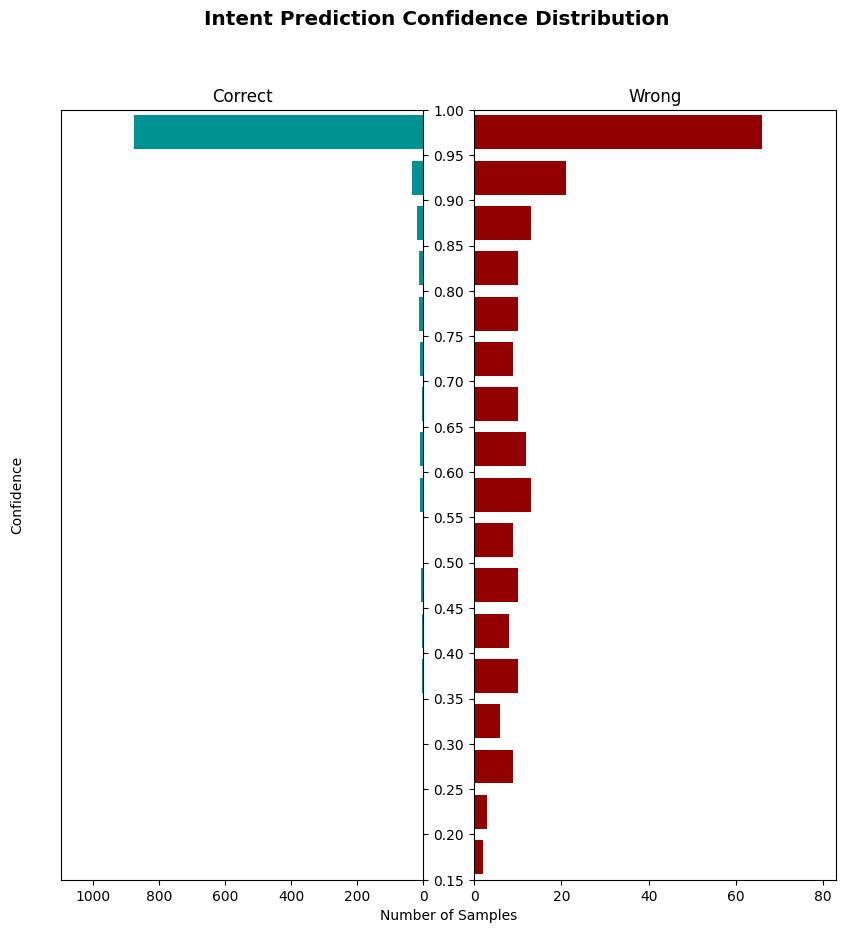 Intent Prediction Confidence Distribution
Correct
Wrong
1.00
0.95
0.90
0.85
0.80
0.75
0.70
0.65
0.60
0.55
0.50
0.45
0.40
0.35
0.30
0.25
0.20
0.15
Confidence
1000 800 600 400 200 0
0 20 40 60 80
Number of Samples